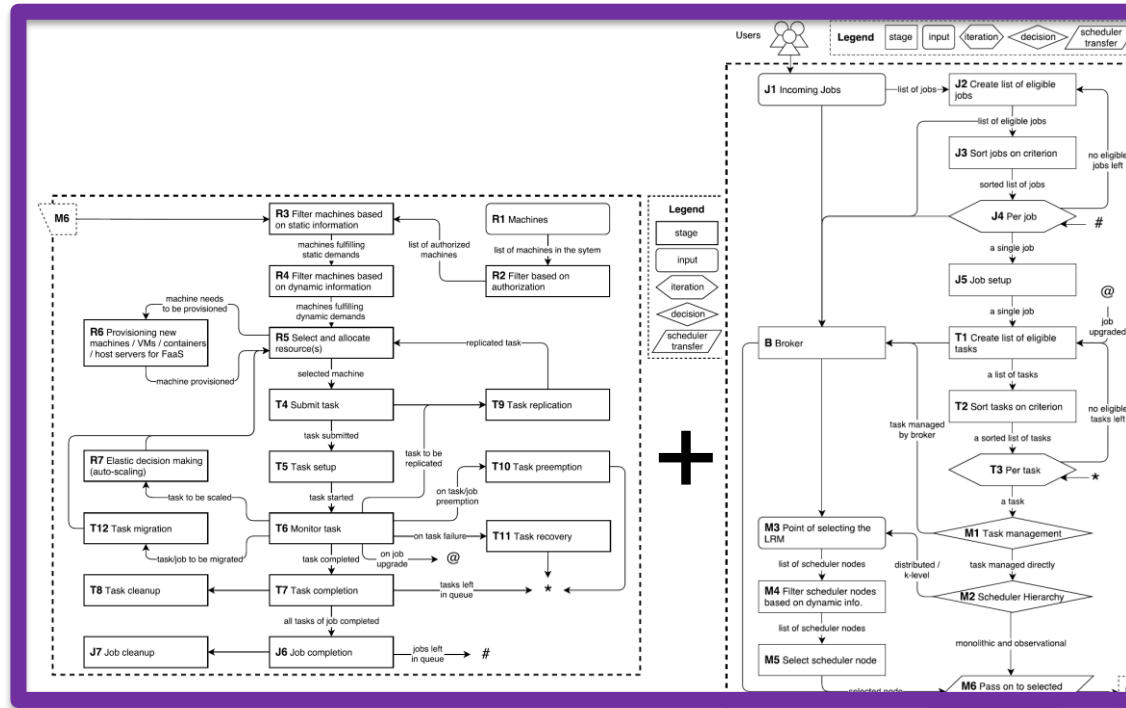 M6
R3 Filter machines based
on static information
R1 Machines
machines fulfilling
static demands
list of authorized
machines
list of machines in the sytem
R4 Filter machines based
on dynamic information
R2 Filter based on
authorization
machine needs
to be provisioned
machines fulfilling
dynamic demands
R6 Provisioning new
machines / VMs / containers
/ host servers for FaaS
R5 Select and allocate
resource(s)
replicated task
machine provisioned
selected machine
T4 Submit task
T9 Task replication
task submitted
task to be
replicated
R7 Elastic decision making
(auto-scaling)
T5 Task setup
T10 Task preemption
on task/job
preemption
task to be scaled
task started
T12 Task migration
T6 Monitor task
on task failure
T11 Task recovery
task/job to be migrated
task completed
on job
upgrade
@
T8 Task cleanup
T7 Task completion
tasks left
in queue
*
all tasks of job completed
J7 Job cleanup
J6 Job completion
jobs left
in queue
#
Legend
stage
input
iteration
decision
scheduler
transfer
+
Users
Legend
stage
input
iteration
decision
scheduler
transfer
J1 Incoming Jobs
list of jobs
J2 Create list of eligible
jobs
list of eligible jobs
J3 Sort jobs on criterion
no eligible
jobs left
sorted list of jobs
J4 Per job
#
a single job
J5 Job setup
@
a single job
job
upgraded
B Broker
T1 Create list of eligible
tasks
a list of tasks
T2 Sort tasks on criterion
no eligible
tasks left
task managed
by broker
a sorted list of tasks
T3 Per task
*
a task
M3 Point of selecting the
LRM
M1 Task management
list of scheduler nodes
distributed /
k-level
task managed directly
M4 Filter scheduler nodes
based on dynamic info.
M2 Scheduler Hierarchy
list of scheduler nodes
monolithic and observational
M5 Select scheduler node
selected node
M6 Pass on to selected